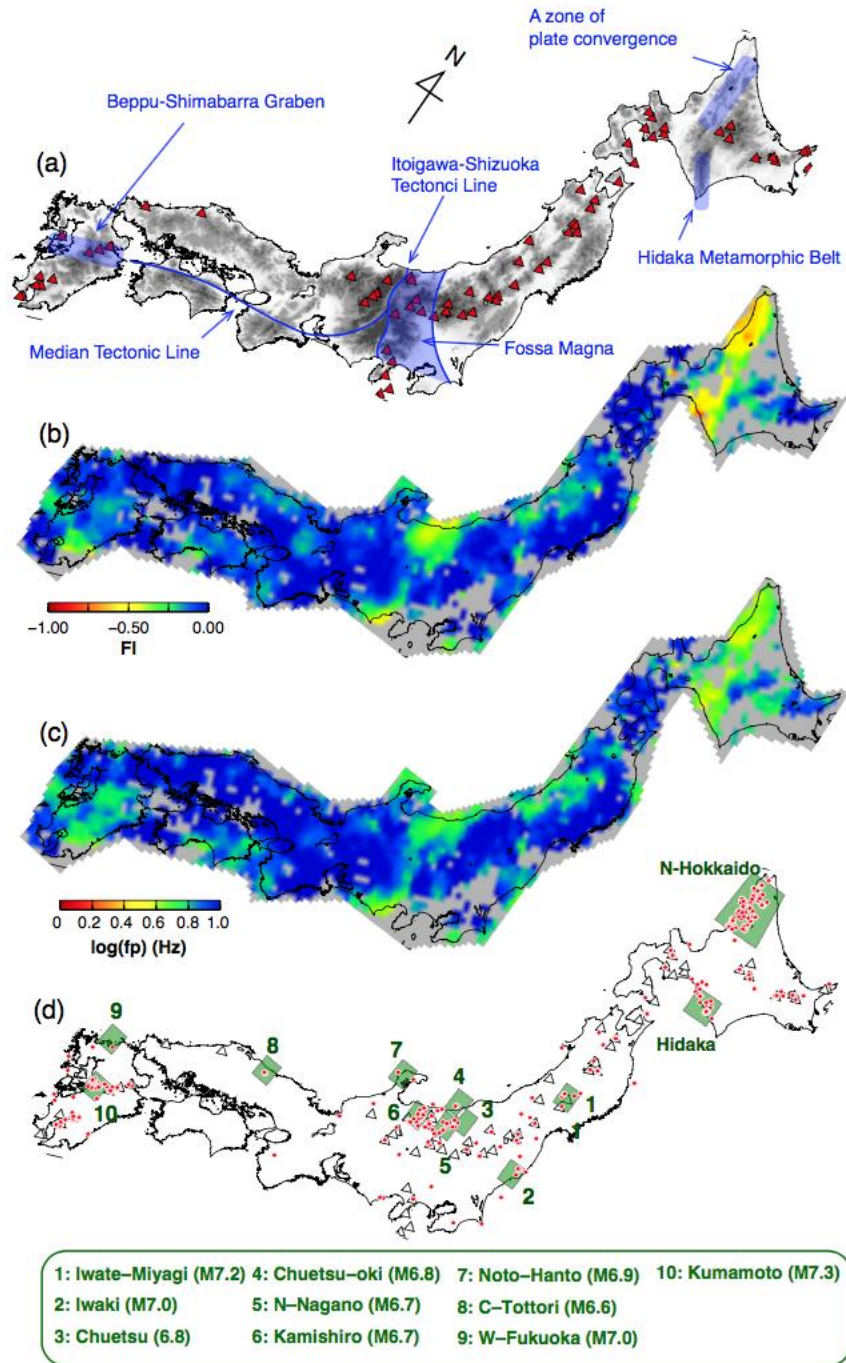 A zone of
plate convergence
N
Beppu-Shimabarra Graben
(a)
Itoigawa-Shizuoka
Tectonci Line
Hidaka Metamorphic Belt
Median Tectonic Line
Fossa Magna
(b)
−1.00 −0.50 0.00
FI
(c)
0 0.2 0.4 0.6 0.8 1.0
log(fp) (Hz)
N-Hokkaido
(d)
9
8
7
Hidaka
4
10
6
3
1
5
2
1: Iwate–Miyagi (M7.2) 4: Chuetsu–oki (M6.8) 7: Noto–Hanto (M6.9) 10: Kumamoto (M7.3)
2: Iwaki (M7.0) 5: N–Nagano (M6.7) 8: C–Tottori (M6.6)
3: Chuetsu (6.8) 6: Kamishiro (M6.7) 9: W–Fukuoka (M7.0)